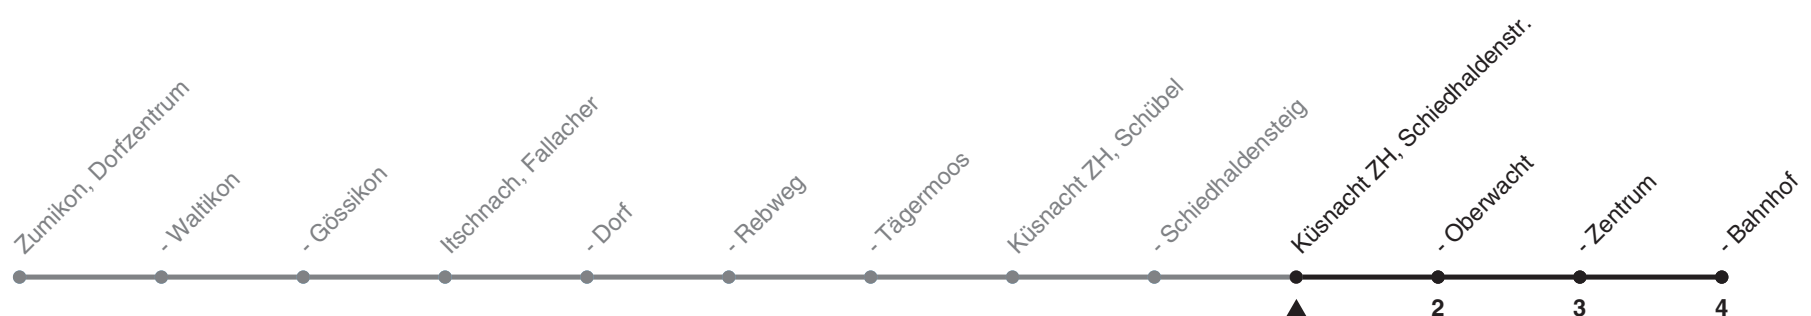 Zumikon, Dorfzentrum
- Waltikon
- Gössikon
Itschnach, Fallacher
- Dorf
- Rebweg
- Tägermoos
Küsnacht ZH, Schübel
- Schiedhaldensteig
Küsnacht ZH, Schiedhaldenstr.
- Oberwacht
- Zentrum
- Bahnhof
2
3
4